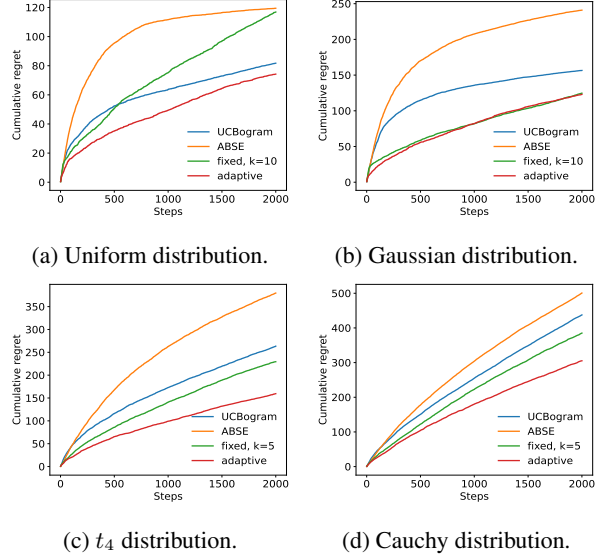 120
100
80
60
40
20
0
Cumulative regret
UCBogram
ABSE
fixed, k=10
adaptive
0 500 1000 1500 2000
Steps
(a) Uniform distribution.
250
200
150
100
50
0
Cumulative regret
UCBogram
ABSE
fixed, k=10
adaptive
0 500 1000 1500 2000
Steps
(b) Gaussian distribution.
350
300
250
200
150
100
50
0
Cumulative regret
UCBogram
ABSE
fixed, k=5
adaptive
0 500 1000 1500 2000
Steps
(c) t₄ distribution.
500
400
300
200
100
0
Cumulative regret
UCBogram
ABSE
fixed, k=5
adaptive
0 500 1000 1500 2000
Steps
(d) Cauchy distribution.